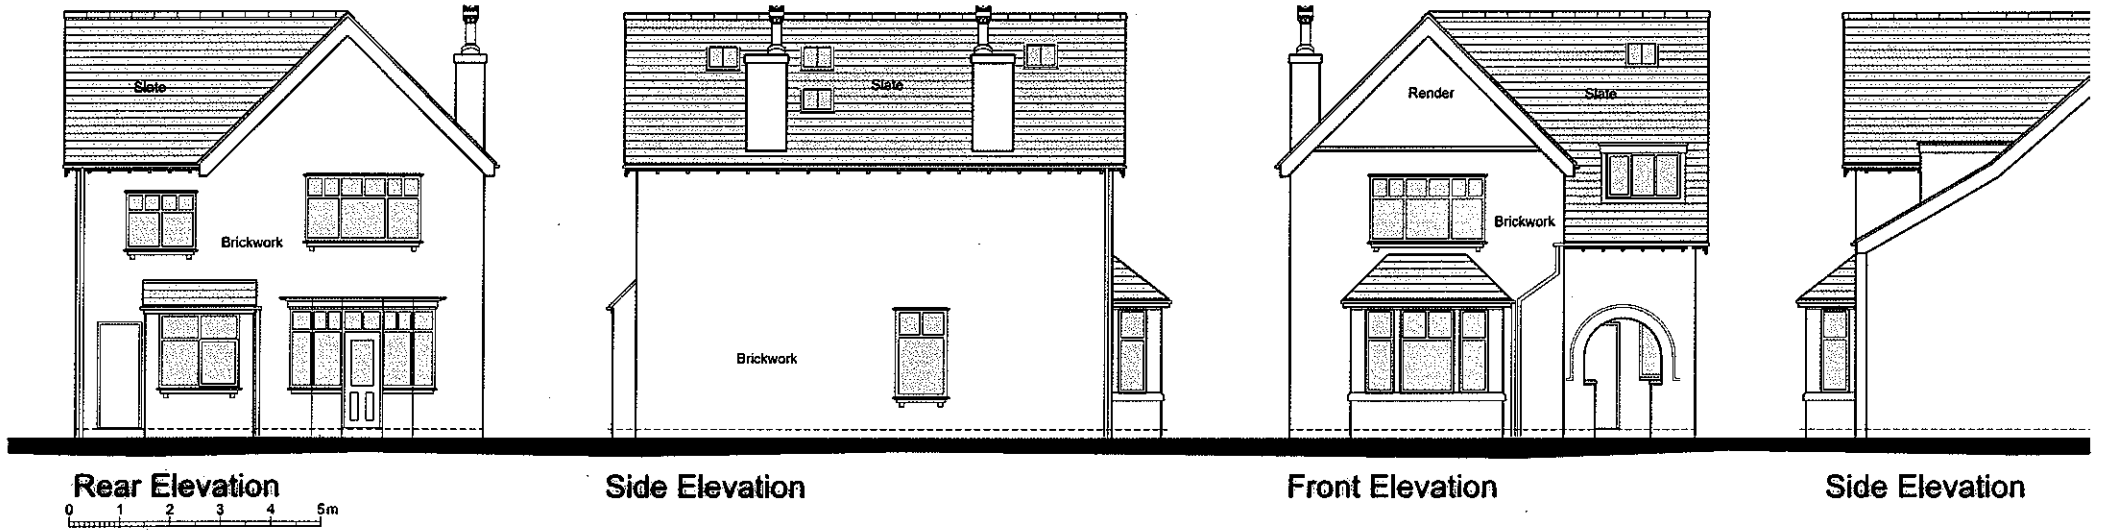 Slate
Brickwork
Slate
Brickwork
Render
Slate
Brickwork
Rear Elevation
Side Elevation
Front Elevation
Side Elevation
0 1 2 3 4 5m